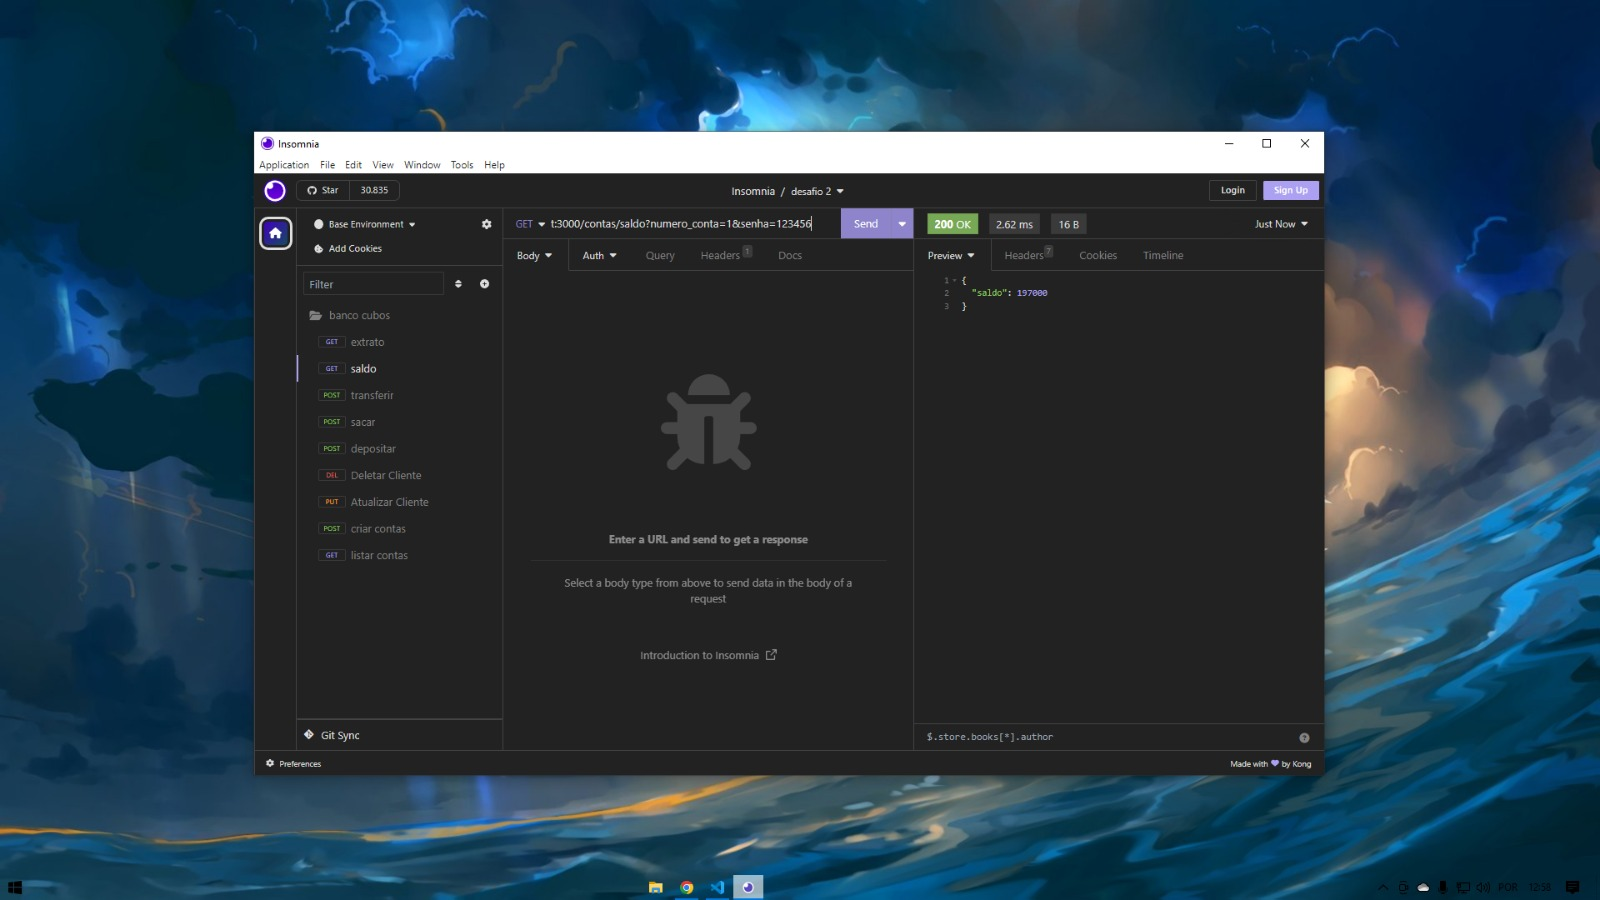 Insomnia
Application File Edit View Window Tools Help
Star 30.835
Insomnia / desafio 2
Login Sign Up
Base Environment
Add Cookies
GET t:3000/contas/saldo?numero_conta=1&senha=123456 Send
200 OK 2.62 ms 16 B Just Now
Body Auth Query Headers 1 Docs
Preview Headers 7 Cookies Timeline
Filter
banco cubos
GET extrato
GET saldo
POST transferir
POST sacar
POST depositar
DEL Deletar Cliente
PUT Atualizar Cliente
POST criar contas
GET listar contas
Enter a URL and send to get a response
Select a body type from above to send data in the body of a
request
Introduction to Insomnia
1 {
2 "saldo": 197000
3 }
Git Sync
$.store.books[*].author
Preferences
Made with by Kong
POR 12:53